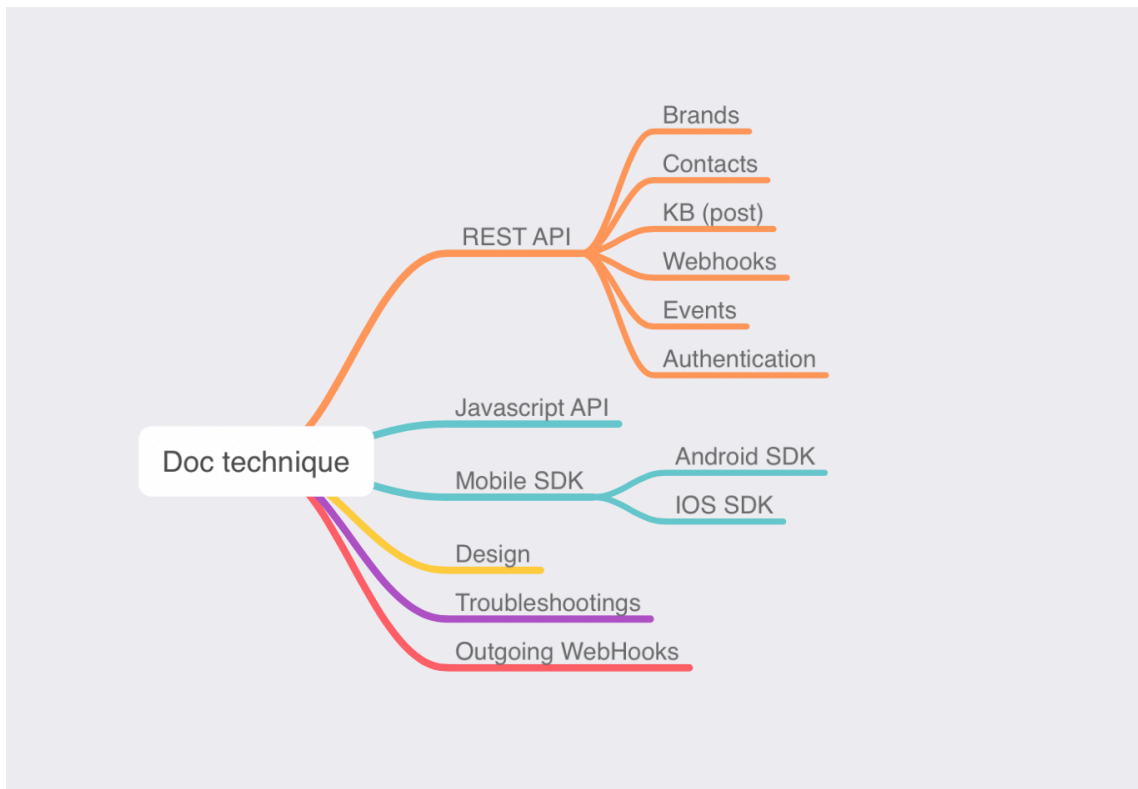 Doc technique
REST API
Brands
Contacts
KB (post)
Webhooks
Events
Authentication
Javascript API
Mobile SDK
Android SDK
IOS SDK
Design
Troubleshootings
Outgoing WebHooks